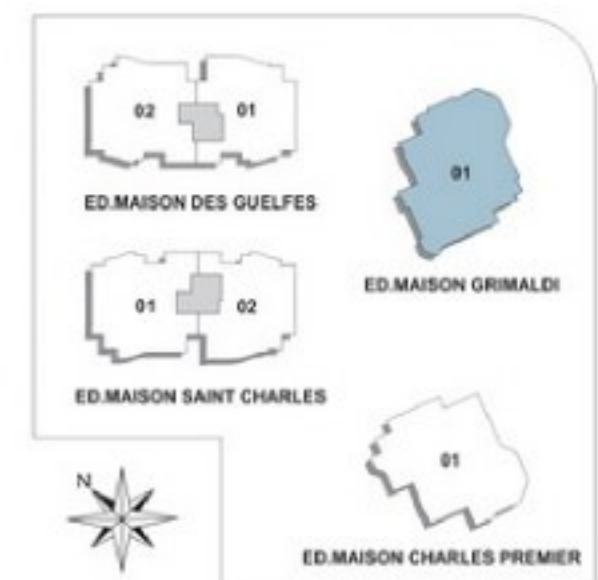 02 01
ED.MAISON DES GUELFES
01
ED.MAISON GRIMALDI
01 02
ED.MAISON SAINT CHARLES
N
01
ED.MAISON CHARLES PREMIER